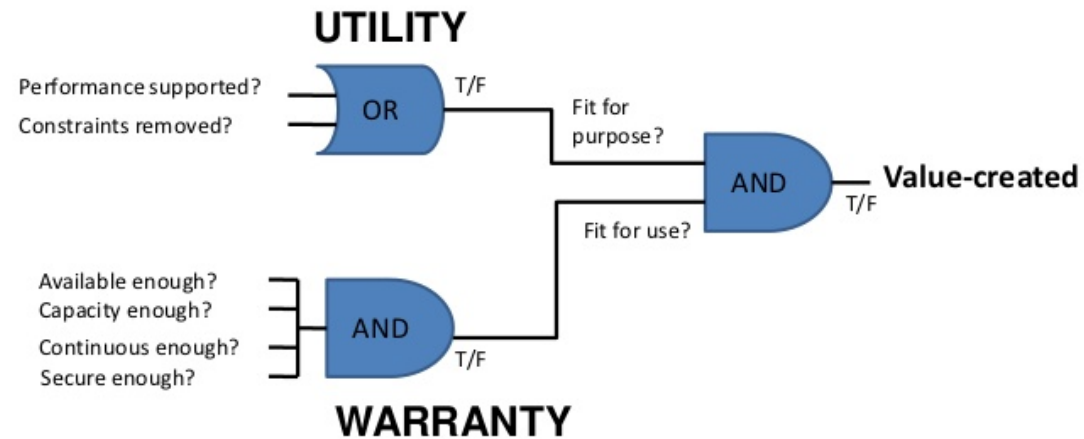 UTILITY
Performance supported?
Constraints removed?
OR
T/F
Fit for
purpose?
AND
Value-created
T/F
Fit for use?
Available enough?
Capacity enough?
Continuous enough?
Secure enough?
AND
T/F
WARRANTY